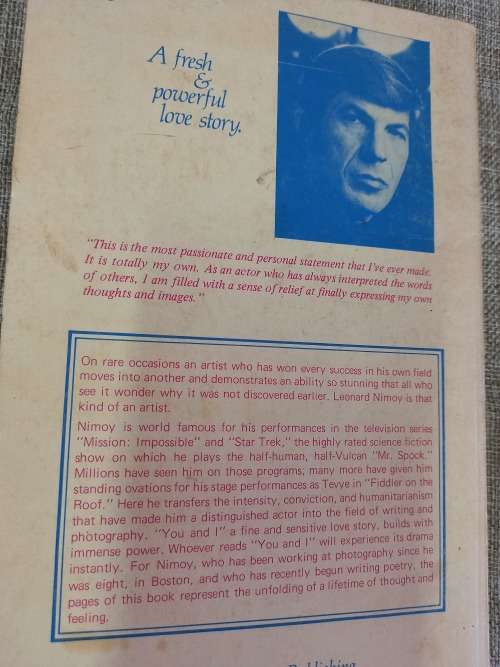 A fresh
&
powerful
love story.
"This is the most passionate and personal statement that I've ever made.
It is totally my own. As an actor who has always interpreted the words
of others, I am filled with a sense of relief at finally expressing my own
thoughts and images."
On rare occasions an artist who has won every success in his own field
moves into another and demonstrates an ability so stunning that all who
see it wonder why it was not discovered earlier. Leonard Nimoy is that
kind of an artist.
Nimoy is world famous for his performances in the television series
"Mission: Impossible" and "Star Trek," the highly rated science fiction
show on which he plays the half-human, half-Vulcan "Mr. Spock."
Millions have seen him on those programs; many more have given him
standing ovations for his stage performances as Tevye in "Fiddler on the
Roof." Here he transfers the intensity, conviction, and humanitarianism
that have made him a distinguished actor into the field of writing and
photography. "You and I" a fine and sensitive love story, builds with
immense power. Whoever reads "You and I" will experience its drama
instantly. For Nimoy, who has been working at photography since he
was eight, in Boston, and who has recently begun writing poetry, the
pages of this book represent the unfolding of a lifetime of thought and
feeling.
Publishing